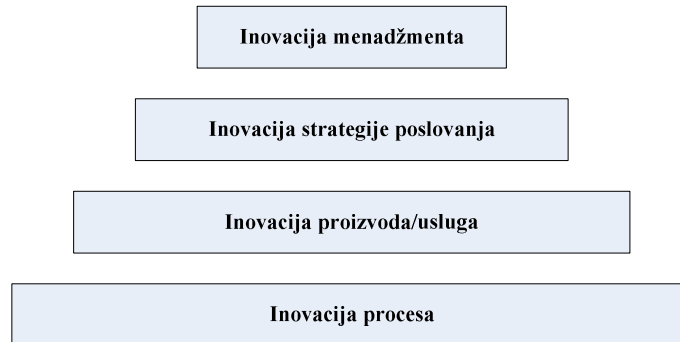 Inovacija menadžmenta
Inovacija strategije poslovanja
Inovacija proizvoda/usluga
Inovacija procesa